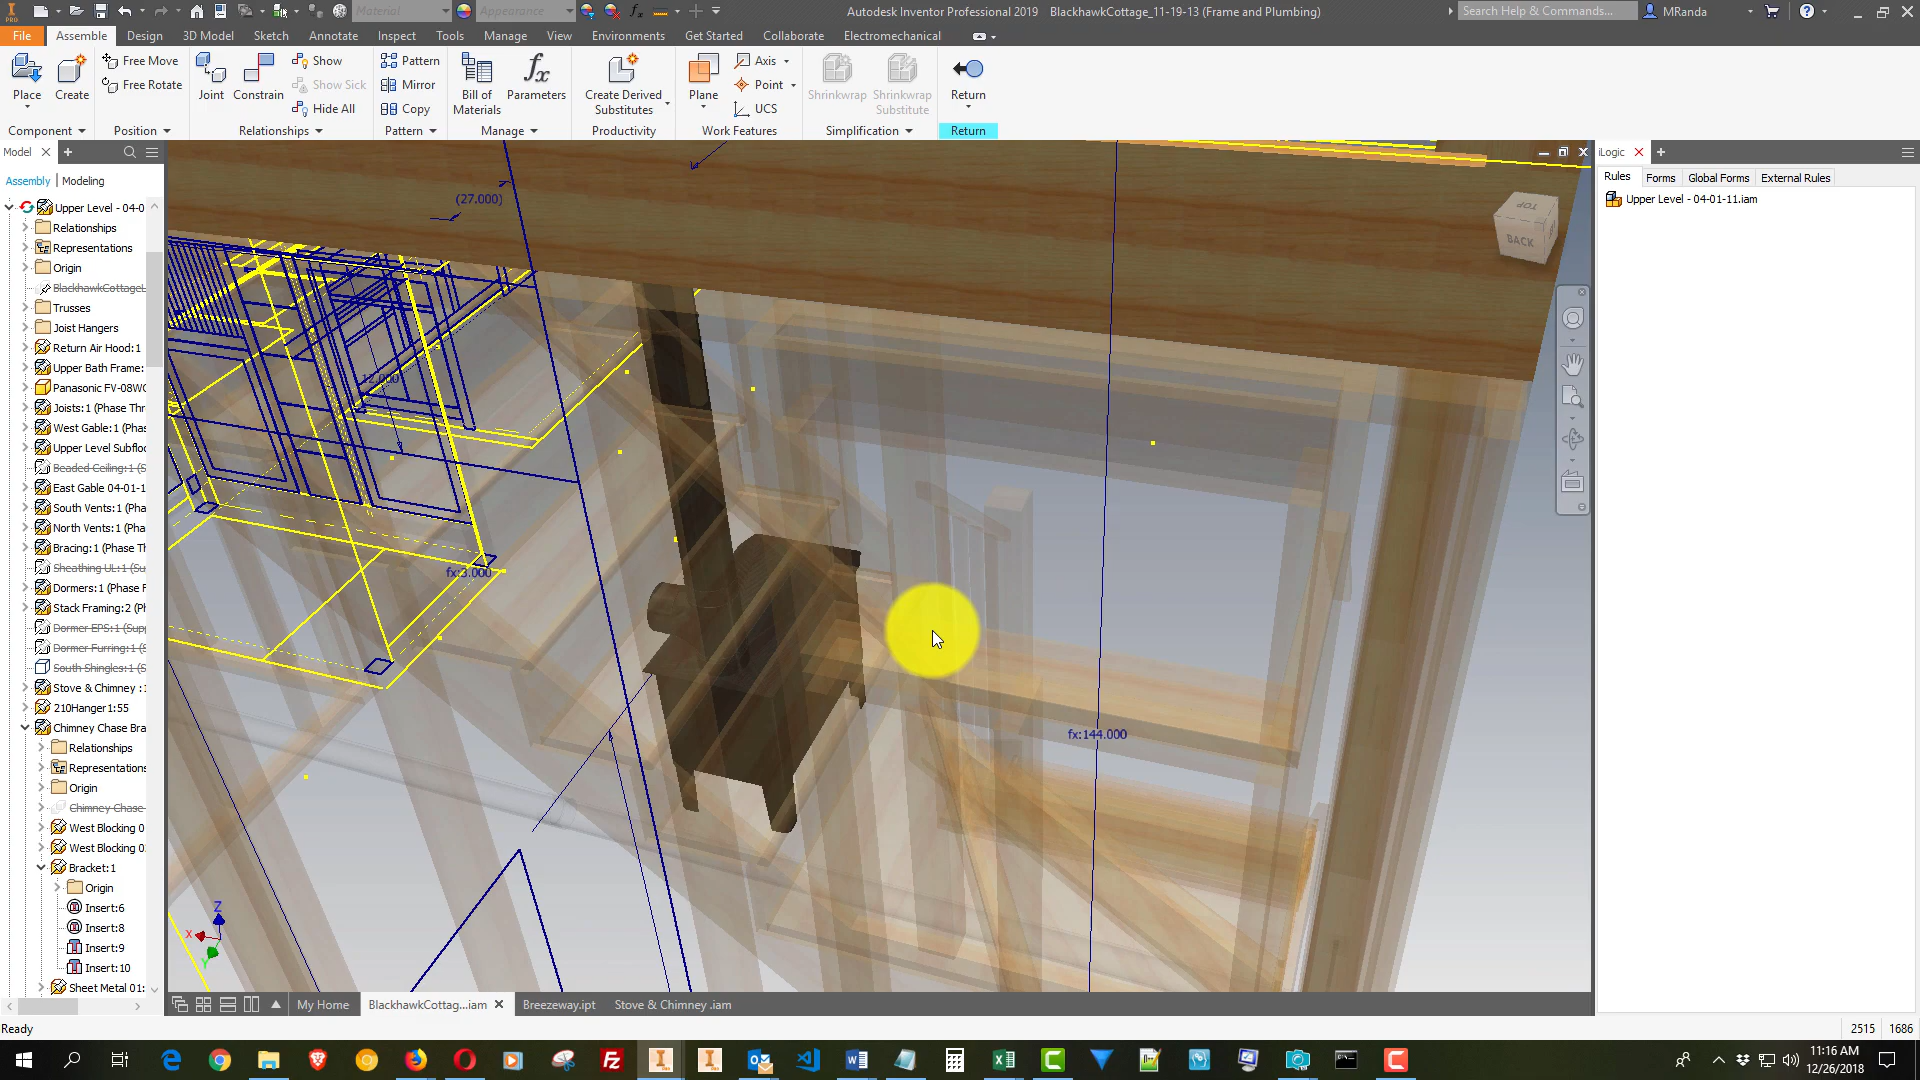 Material
Appearance
Autodesk Inventor Professional 2019 BlackhawkCottage_11-19-13 (Frame and Plumbing)
Search Help & Commands...
MRanda
File
Assemble
Design
3D Model
Sketch
Annotate
Inspect
Tools
Manage
View
Environments
Get Started
Collaborate
Electromechanical
Place
Create
Free Move
Free Rotate
Joint
Constrain
Show
Show Sick
Hide All
Pattern
Mirror
Copy
Bill of Materials
Parameters
Create Derived Substitutes
Plane
Axis
Point
UCS
Shrinkwrap
Shrinkwrap Substitute
Return
Component
Position
Relationships
Pattern
Manage
Productivity
Work Features
Simplification
Return
Model
Assembly | Modeling
Upper Level - 04-0
Relationships
Representations
Origin
BlackhawkCottageL
Trusses
Joist Hangers
Return Air Hood:1
Upper Bath Frame:
Panasonic FV-08W
Joists:1 (Phase Thr
West Gable:1 (Pha
Upper Level Subflo
Beaded Ceiling:1 (S
East Gable 04-01-1
South Vents:1 (Pha
North Vents:1 (Pha
Bracing:1 (Phase T
Sheathing UL:1 (Su
Dormers:1 (Phase F
Stack Framing:2 (P
Dormer EPS:1 (Sup
Dormer Furring:1 (S
South Shingles:1 (S
Stove & Chimney :1
210Hanger1:55
Chimney Chase Bra
Relationships
Representations
Origin
Chimney Chase
West Blocking 0
West Blocking 0
Bracket:1
Origin
Insert:6
Insert:8
Insert:9
Insert:10
Sheet Metal 01:
(27.000)
12.000
fx:3.000
fx:144.000
TOP
BACK
Z
X
Y
iLogic
Rules
Forms
Global Forms
External Rules
Upper Level - 04-01-11.iam
My Home
BlackhawkCottag...iam
Breezeway.ipt
Stove & Chimney .iam
Ready
2515
1686
11:16 AM
12/26/2018